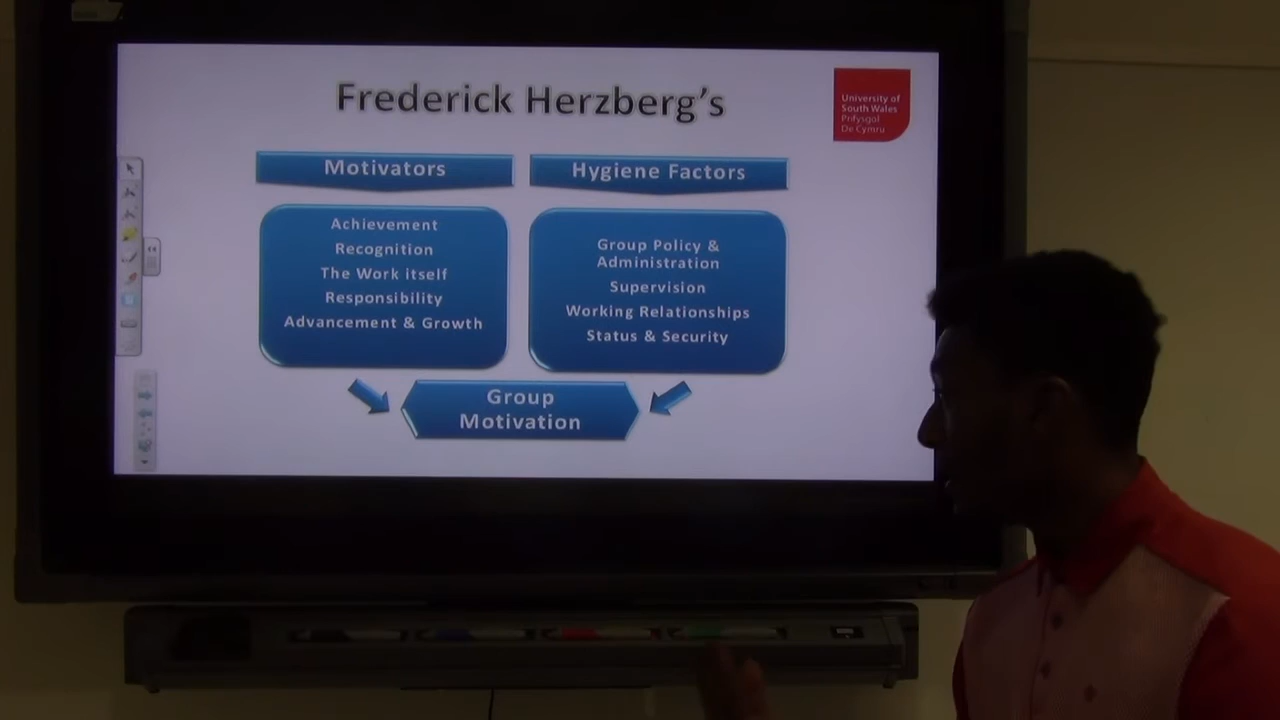 Frederick Herzberg's
University of
South Wales
Prifysgol
De Cymru
Motivators
Achievement
Recognition
The Work itself
Responsibility
Advancement & Growth
Hygiene Factors
Group Policy &
Administration
Supervision
Working Relationships
Status & Security
Group
Motivation